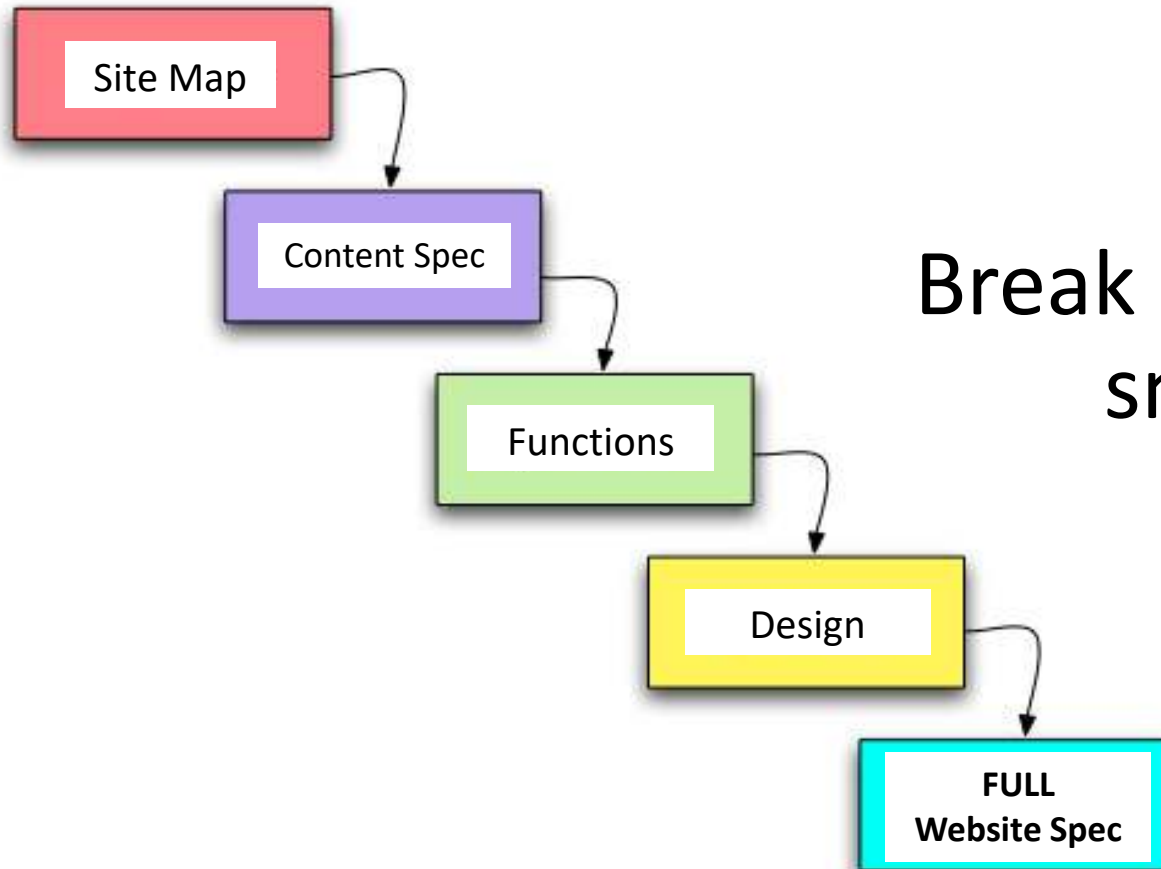 Site Map
Content Spec
Break
Functions
Design
FULL
Website Spec